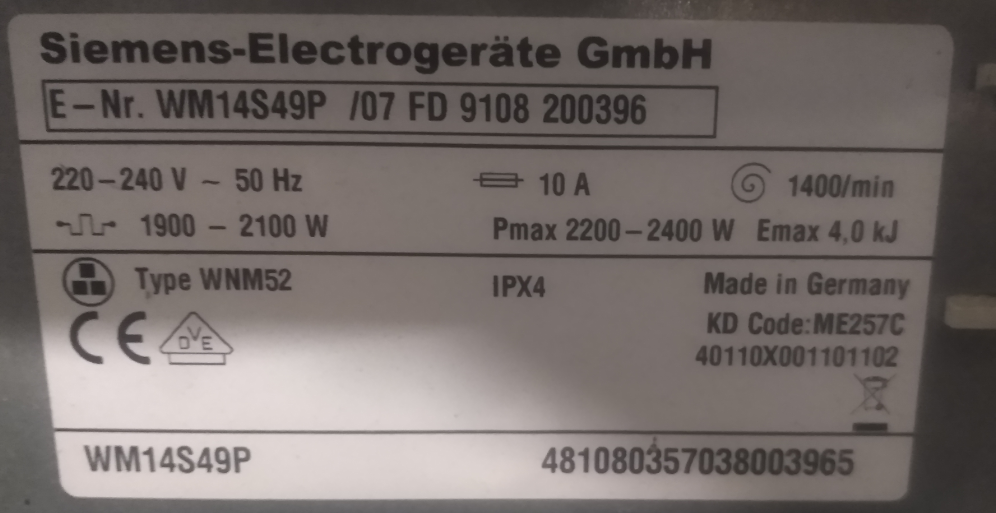 Siemens-Electrogeräte GmbH
E-Nr. WM14S49P /07 FD 9108 200396
220-240 V ~ 50 Hz 10 A 1400/min
1900 - 2100 W Pmax 2200-2400 W Emax 4,0 kJ
Type WNM52 IPX4 Made in Germany
KD Code:ME257C
CE DVE 40110X001101102
WM14S49P 481080357038003965